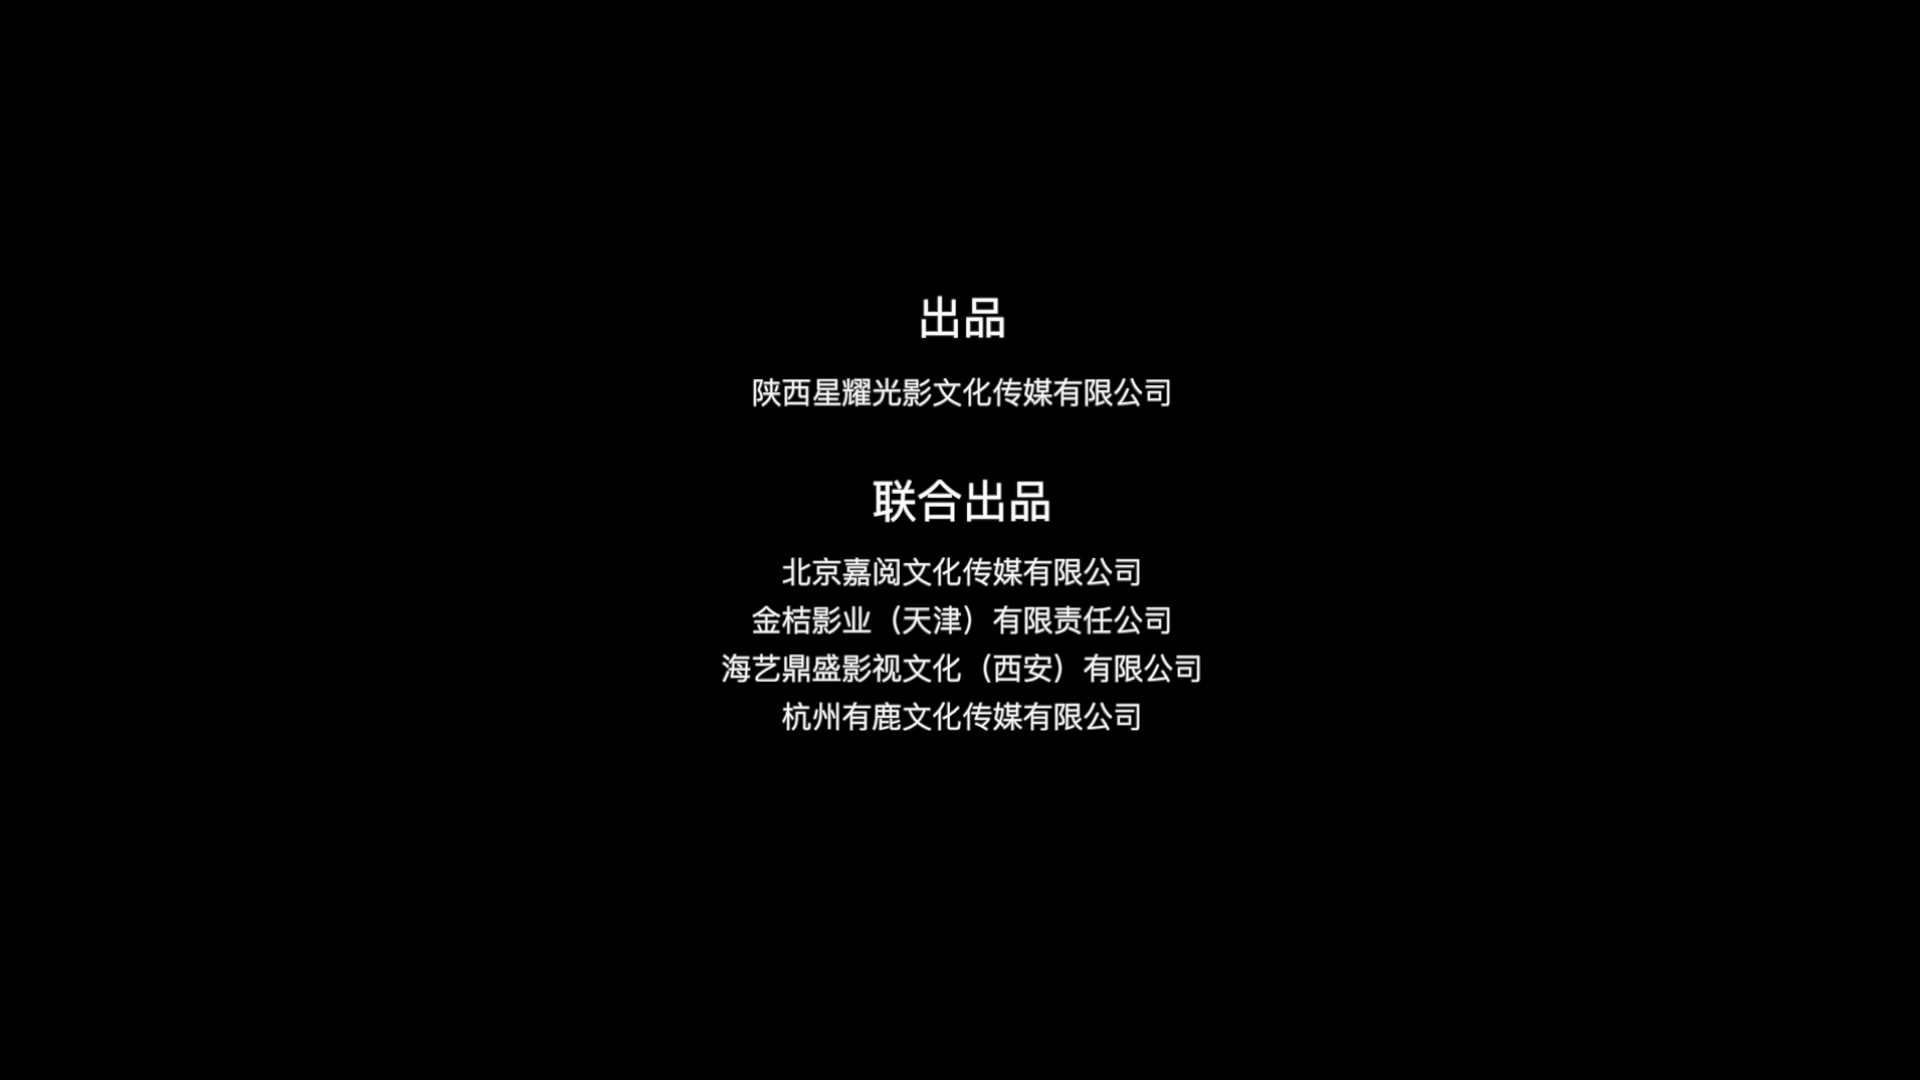 出品
陕西星耀光影文化传媒有限公司
联合出品
北京嘉阅文化传媒有限公司
金桔影业（天津）有限责任公司
海艺鼎盛影视文化（西安）有限公司
杭州有鹿文化传媒有限公司